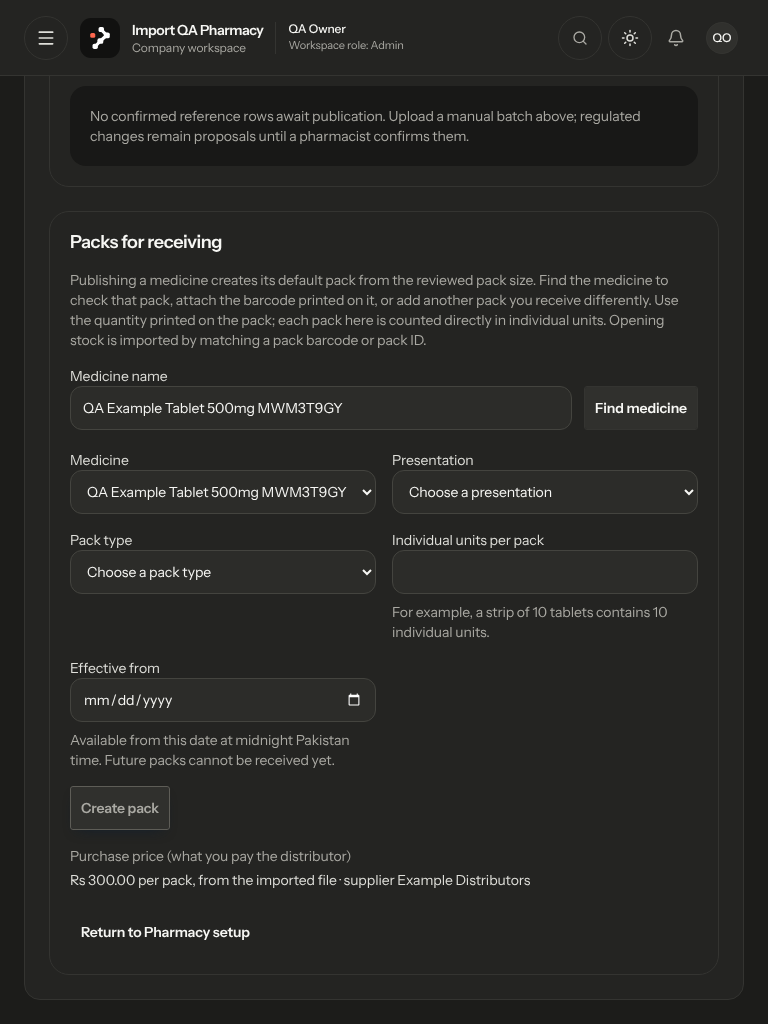 Import QA Pharmacy
Company workspace
QA Owner
Workspace role: Admin
QO
No confirmed reference rows await publication. Upload a manual batch above; regulated
changes remain proposals until a pharmacist confirms them.
Packs for receiving
Publishing a medicine creates its default pack from the reviewed pack size. Find the medicine to
check that pack, attach the barcode printed on it, or add another pack you receive differently. Use
the quantity printed on the pack; each pack here is counted directly in individual units. Opening
stock is imported by matching a pack barcode or pack ID.
Medicine name
QA Example Tablet 500mg MWM3T9GY
Find medicine
Medicine
Presentation
QA Example Tablet 500mg MWM3T9GY
Choose a presentation
Pack type
Individual units per pack
Choose a pack type
For example, a strip of 10 tablets contains 10
individual units.
Effective from
mm/dd/yyyy
Available from this date at midnight Pakistan
time. Future packs cannot be received yet.
Create pack
Purchase price (what you pay the distributor)
Rs 300.00 per pack, from the imported file · supplier Example Distributors
Return to Pharmacy setup